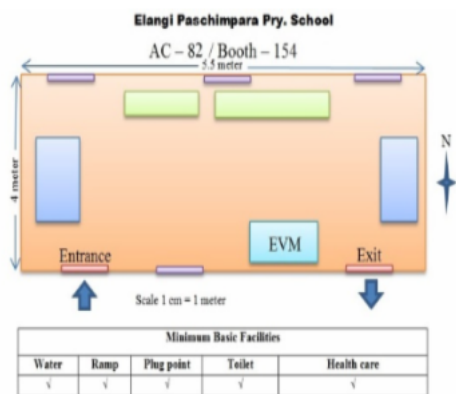 Elangi Paschimpara Pry. School
AC – 82 / Booth – 154
5.5 meter
4 meter
N
EVM
Entrance
Exit
Scale 1 cm = 1 meter
Minimum Basic Facilities
Water Ramp Plug point Toilet Health care
√ √ √ √ √